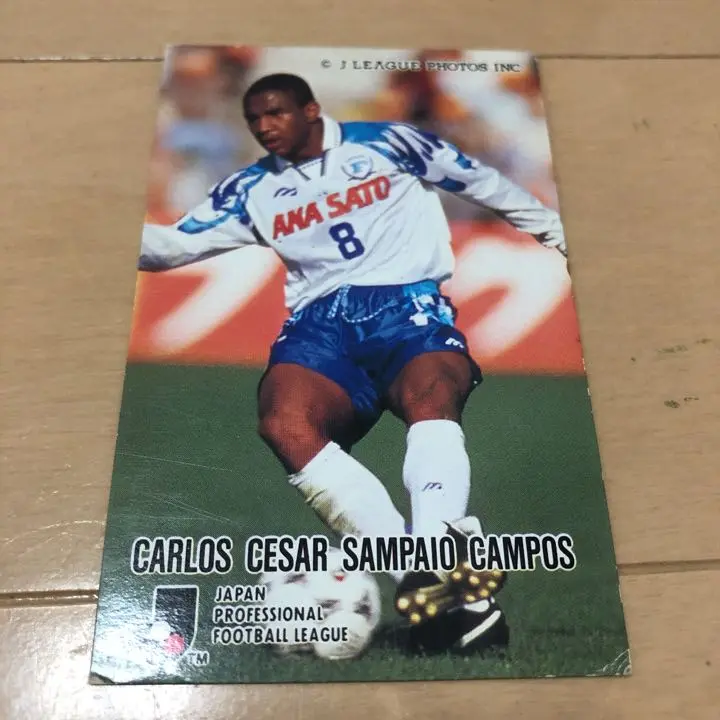 © J LEAGUE PHOTOS INC
ANA SATO
8
CARLOS CESAR SAMPAIO CAMPOS
JAPAN
PROFESSIONAL
FOOTBALL LEAGUE
TM